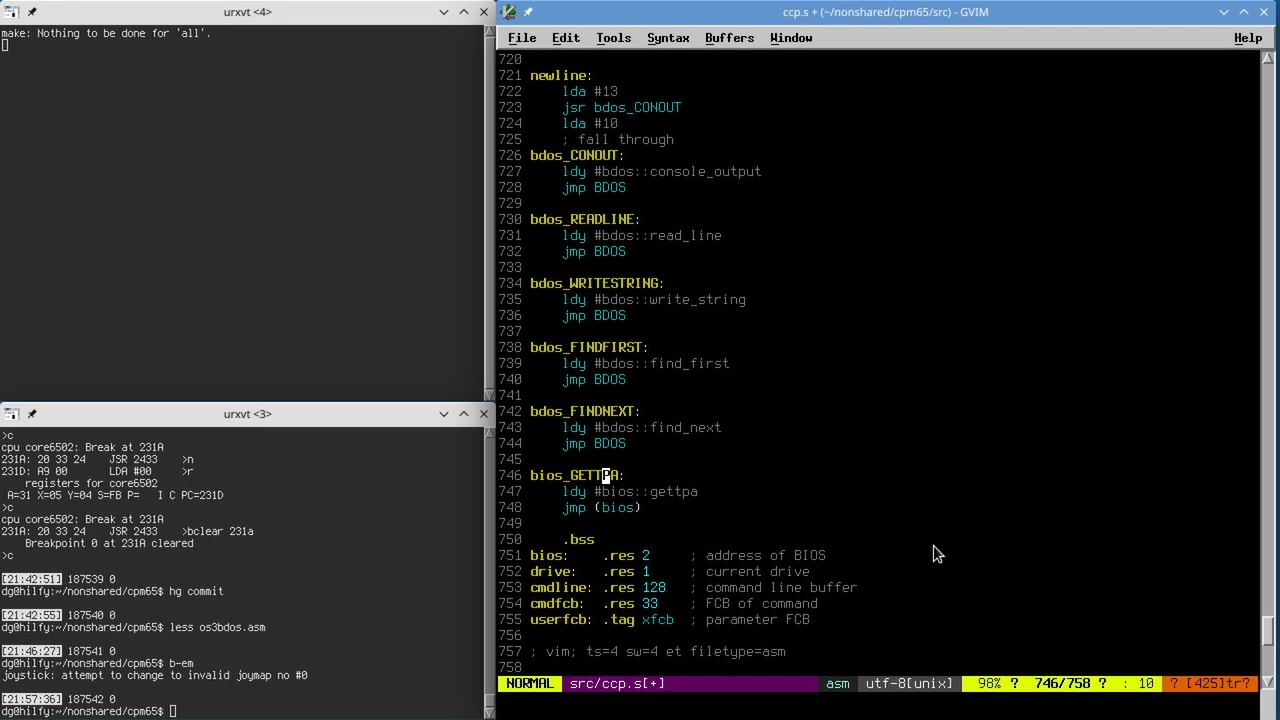 urxvt <4>
make: Nothing to be done for 'all'.
urxvt <3>
>c
cpu core6502: Break at 231A
231A: 20 33 24    JSR 2433    >n
231D: A9 00       LDA #00     >r
    registers for core6502
 A=31 X=05 Y=04 S=FB P=   I C PC=231D
>c
cpu core6502: Break at 231A
231A: 20 33 24    JSR 2433    >bclear 231a
    Breakpoint 0 at 231A cleared
>c
[21:42:51] 187539 0
dg@hilfy:~/nonshared/cpm65$ hg commit
[21:42:55] 187540 0
dg@hilfy:~/nonshared/cpm65$ less os3bdos.asm
[21:46:27] 187541 0
dg@hilfy:~/nonshared/cpm65$ b-em
joystick: attempt to change to invalid joymap no #0
[21:57:36] 187542 0
dg@hilfy:~/nonshared/cpm65$
ccp.s + (~/nonshared/cpm65/src) - GVIM
File Edit Tools Syntax Buffers Window Help
720
721 newline:
722     lda #13
723     jsr bdos_CONOUT
724     lda #10
725     ; fall through
726 bdos_CONOUT:
727     ldy #bdos::console_output
728     jmp BDOS
729
730 bdos_READLINE:
731     ldy #bdos::read_line
732     jmp BDOS
733
734 bdos_WRITESTRING:
735     ldy #bdos::write_string
736     jmp BDOS
737
738 bdos_FINDFIRST:
739     ldy #bdos::find_first
740     jmp BDOS
741
742 bdos_FINDNEXT:
743     ldy #bdos::find_next
744     jmp BDOS
745
746 bios_GETTPA:
747     ldy #bios::gettpa
748     jmp (bios)
749
750     .bss
751 bios:    .res 2    ; address of BIOS
752 drive:   .res 1    ; current drive
753 cmdline: .res 128  ; command line buffer
754 cmdfcb:  .res 33   ; FCB of command
755 userfcb: .tag xfcb ; parameter FCB
756
757 ; vim; ts=4 sw=4 et filetype=asm
758
NORMAL src/ccp.s[+] asm utf-8[unix] 98% ? 746/758 ? : 10 ? [425]tr?